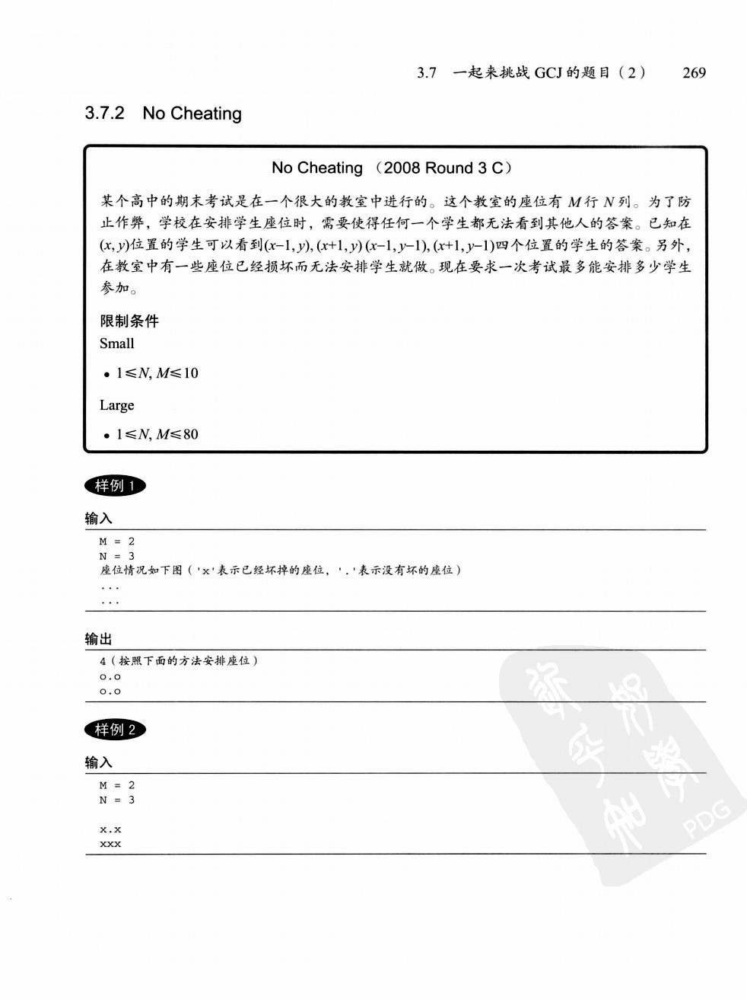 3.7 一起来挑战 GCJ 的题目（2） 269
3.7.2 No Cheating
No Cheating （2008 Round 3 C）
某个高中的期末考试是在一个很大的教室中进行的。这个教室的座位有 M 行 N 列。为了防
止作弊，学校在安排学生座位时，需要使得任何一个学生都无法看到其他人的答案。已知在
(x, y)位置的学生可以看到(x−1, y), (x+1, y) (x−1, y−1), (x+1, y−1)四个位置的学生的答案。另外，
在教室中有一些座位已经损坏而无法安排学生就做。现在要求一次考试最多能安排多少学生
参加。
限制条件
Small
• 1≤N, M≤10
Large
• 1≤N, M≤80
样例 1
输入
M = 2
N = 3
座位情况如下图（'x'表示已经坏掉的座位，'.'表示没有坏的座位）
...
...
输出
4（按照下面的方法安排座位）
o.o
o.o
样例 2
输入
M = 2
N = 3
x.x
xxx
PDG